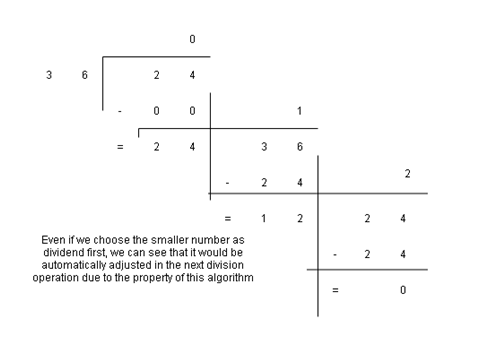 0
3 6 2 4
- 0 0 1
= 2 4 3 6
- 2 4 2
= 1 2 2 4
Even if we choose the smaller number as
dividend first, we can see that it would be
automatically adjusted in the next division
operation due to the property of this algorithm
- 2 4
= 0